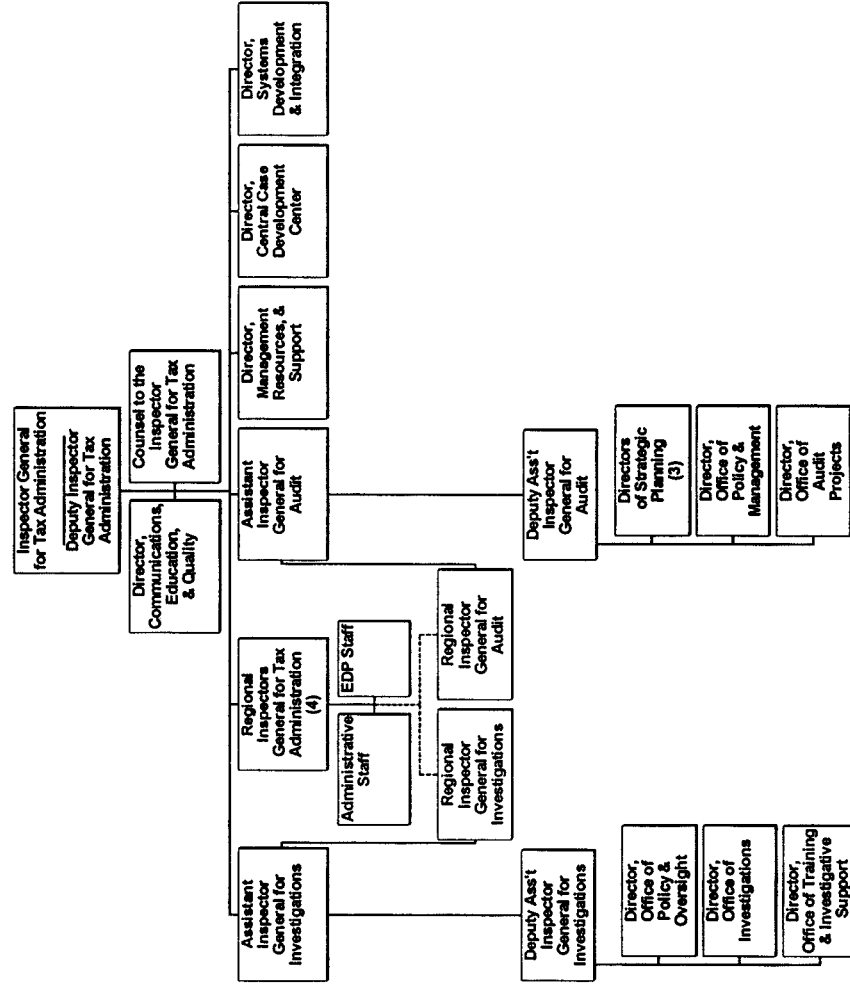 Inspector General
for Tax Administration
Deputy Inspector
General for Tax
Administration
Director,
Communications,
Education,
& Quality
Counsel to the
Inspector
General for Tax
Administration
Assistant
Inspector
General for
Investigations
Regional
Inspectors
General for Tax
Administration
(4)
Assistant
Inspector
General for
Audit
Director,
Management
Resources, &
Support
Director,
Central Case
Development
Center
Director,
Systems
Development
& Integration
Administrative
Staff
EDP Staff
Regional
Inspector
General for
Investigations
Regional
Inspector
General for
Audit
Deputy Ass't
Inspector
General for
Investigations
Deputy Ass't
Inspector
General for
Audit
Director,
Office of
Policy &
Oversight
Director,
Office of
Investigations
Director,
Office of Training
& Investigative
Support
Directors
of Strategic
Planning
(3)
Director,
Office of
Policy &
Management
Director,
Office of
Audit
Projects